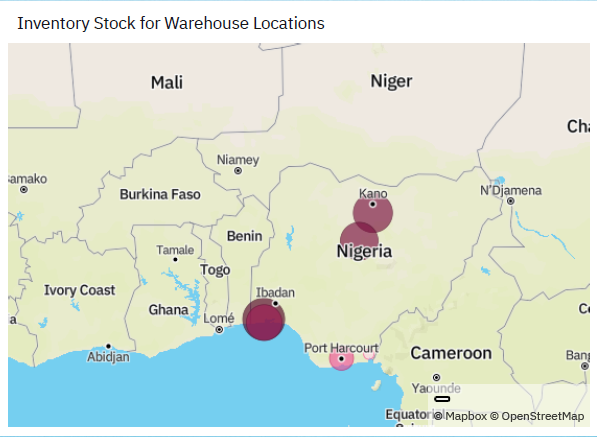 Inventory Stock for Warehouse Locations
Mali
Niger
Cha
Niamey
amako
Burkina Faso
Kano
N'Djamena
Benin
Tamale
Togo
Nigeria
Ivory Coast
Ghana
Ibadan
Lomé
a
C
Abidjan
Port Harcourt
Cameroon
Bang
Yaounde
Equatori
© Mapbox © OpenStreetMap